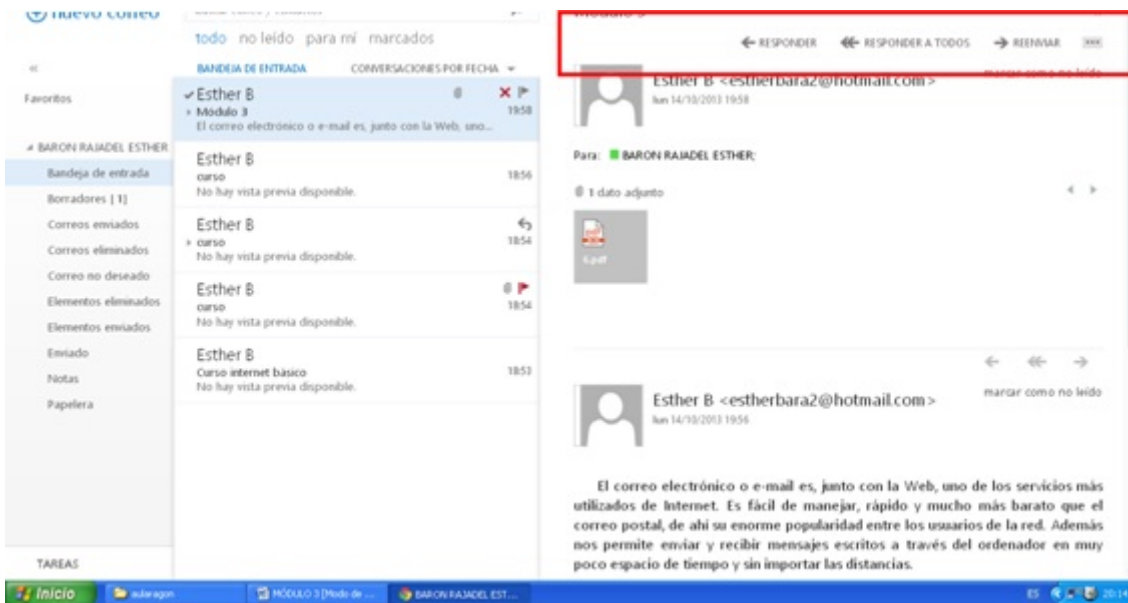 nuevo correo
Favoritos
BARON RAJADEL ESTHER
Bandeja de entrada
Borradores [1]
Correos enviados
Correos eliminados
Correo no deseado
Elementos eliminados
Elementos enviados
Enviado
Notas
Papelera
TAREAS
todo no leído para mí marcados
BANDEJA DE ENTRADA CONVERSACIONES POR FECHA
Esther B
Módulo 3 19:58
El correo electrónico o e-mail es, junto con la Web, uno...
Esther B
curso 18:56
No hay vista previa disponible.
Esther B
curso 18:54
No hay vista previa disponible.
Esther B
curso 18:54
No hay vista previa disponible.
Esther B
Curso internet básico 18:53
No hay vista previa disponible.
RESPONDER RESPONDER A TODOS REENVIAR
marcar como no leído
Esther B <estherbara2@hotmail.com>
lun 14/10/2013 19:58
Para: BARON RAJADEL ESTHER;
1 dato adjunto
pdf
6.pdf
marcar como no leído
Esther B <estherbara2@hotmail.com>
lun 14/10/2013 19:56
El correo electrónico o e-mail es, junto con la Web, uno de los servicios más
utilizados de Internet. Es fácil de manejar, rápido y mucho más barato que el
correo postal, de ahi su enorme popularidad entre los usuarios de la red. Además
nos permite enviar y recibir mensajes escritos a través del ordenador en muy
poco espacio de tiempo y sin importar las distancias.
Inicio aularagon MÓDULO 3 [Modo de ... BARON RAJADEL EST... ES 20:14